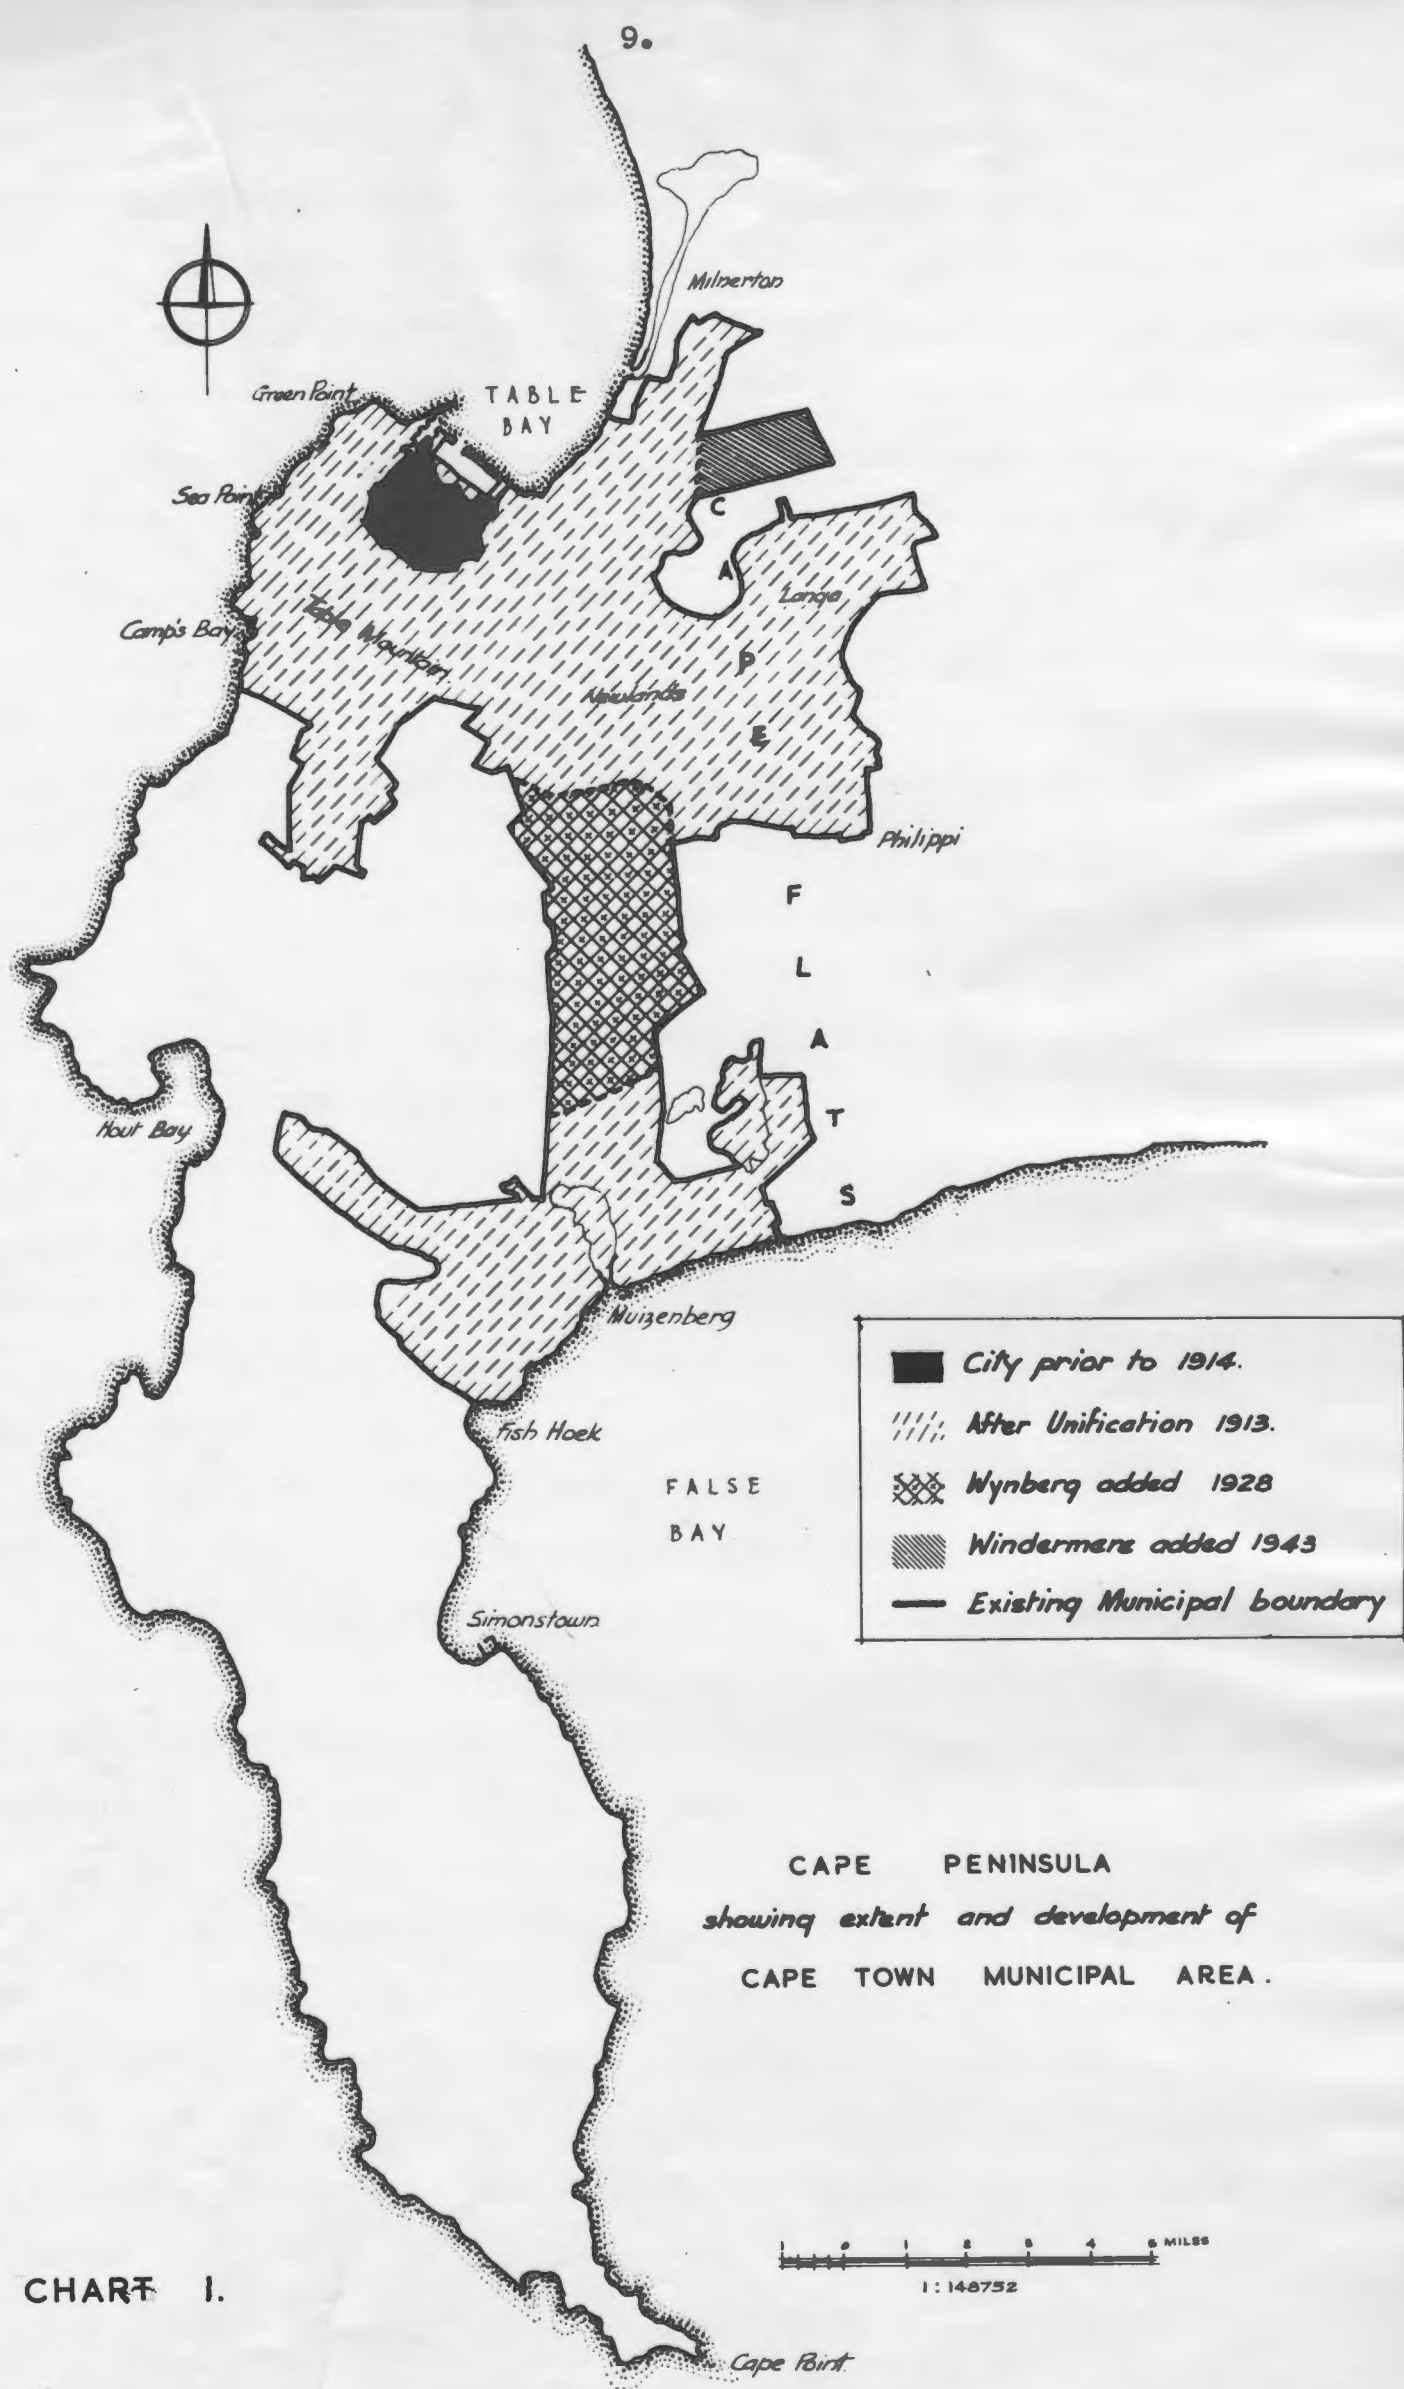 9.
Milnerton
Green Point
TABLE
BAY
Sea Point
C
A
Langa
Camp's Bay
Table Mountain
P
Newlands
E
Philippi
F
L
A
T
Hout Bay
S
Muizenberg
City prior to 1914.
After Unification 1913.
Wynberg added 1928
Windermere added 1943
Existing Municipal boundary
Fish Hoek
FALSE
BAY
Simonstown
CAPE PENINSULA
showing extent and development of
CAPE TOWN MUNICIPAL AREA.
1 0 1 2 3 4 5 MILES
1:148752
CHART 1.
Cape Point